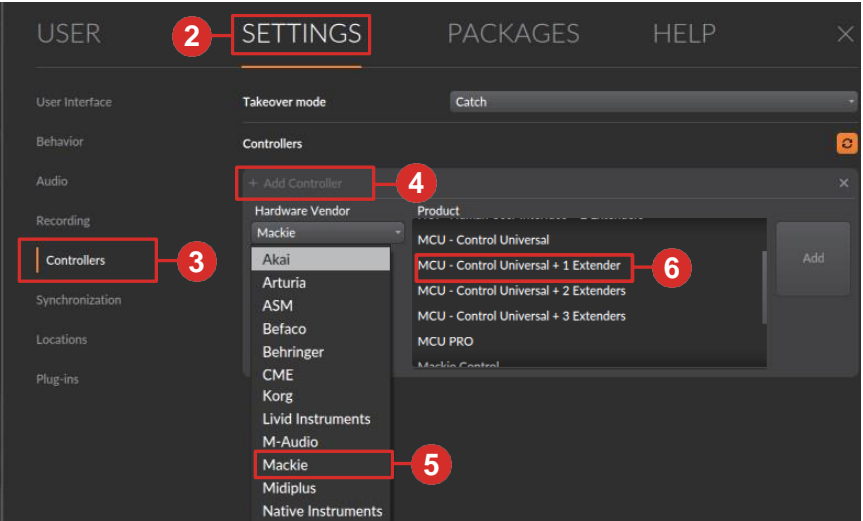 USER
2
SETTINGS
PACKAGES
HELP
User Interface
Behavior
Audio
Recording
3
Controllers
Synchronization
Locations
Plug-ins
Takeover mode
Catch
Controllers
+ Add Controller
4
Hardware Vendor
Mackie
Akai
Arturia
ASM
Befaco
Behringer
CME
Korg
Livid Instruments
M-Audio
Mackie
5
Midiplus
Native Instruments
Product
MCU - Control Universal
MCU - Control Universal + 1 Extender
6
MCU - Control Universal + 2 Extenders
MCU - Control Universal + 3 Extenders
MCU PRO
Mackie Control
Add